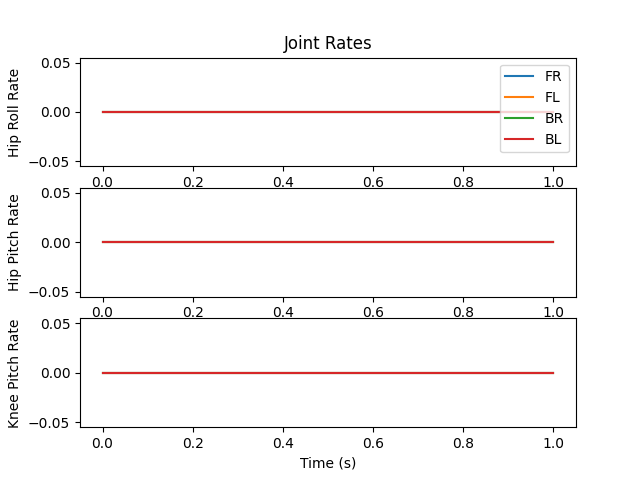 Joint Rates
Hip Roll Rate
0.05
0.00
−0.05
FR
FL
BR
BL
0.0 0.2 0.4 0.6 0.8 1.0
Hip Pitch Rate
0.05
0.00
−0.05
0.0 0.2 0.4 0.6 0.8 1.0
Knee Pitch Rate
0.05
0.00
−0.05
0.0 0.2 0.4 0.6 0.8 1.0
Time (s)